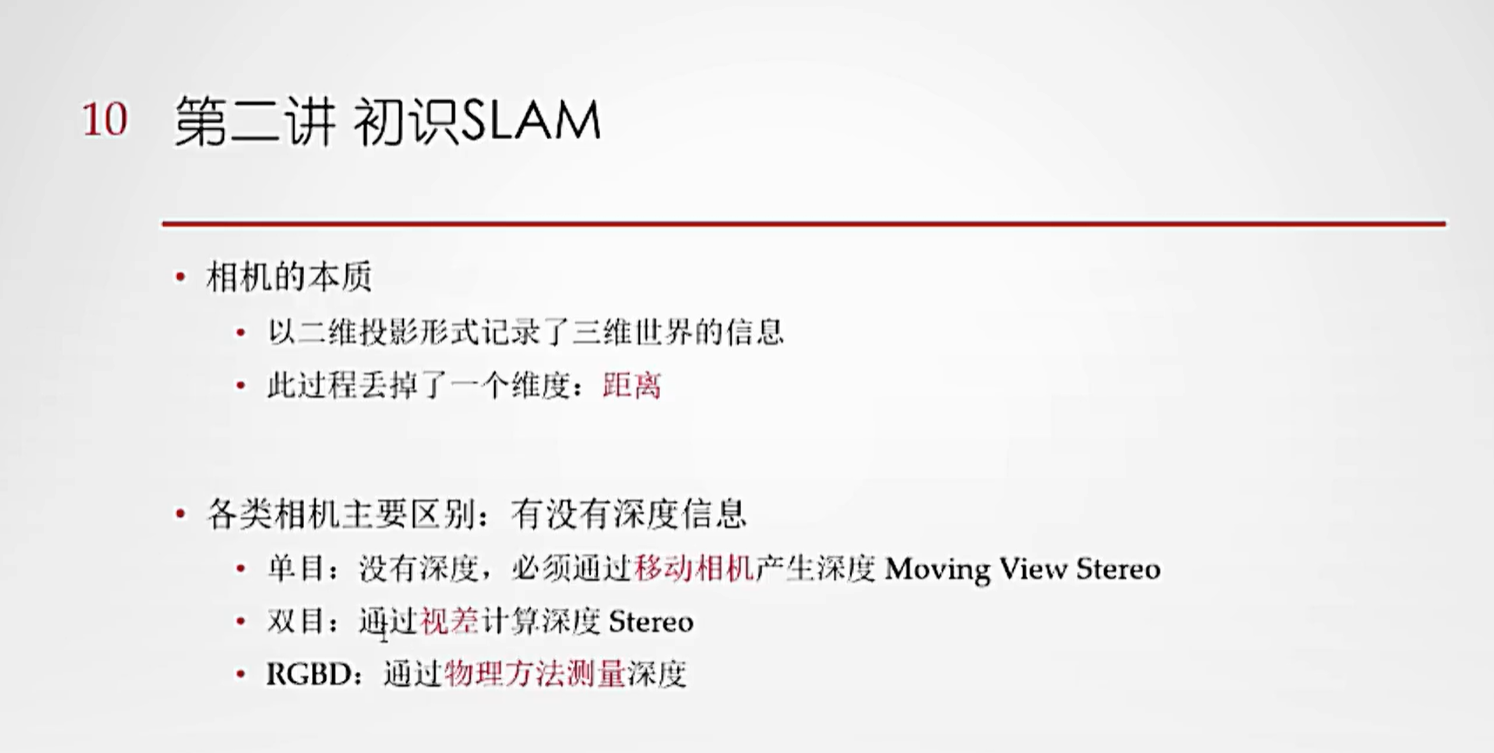 10 第二讲 初识SLAM
• 相机的本质
• 以二维投影形式记录了三维世界的信息
• 此过程丢掉了一个维度：距离
• 各类相机主要区别：有没有深度信息
• 单目：没有深度，必须通过移动相机产生深度 Moving View Stereo
• 双目：通过视差计算深度 Stereo
• RGBD：通过物理方法测量深度